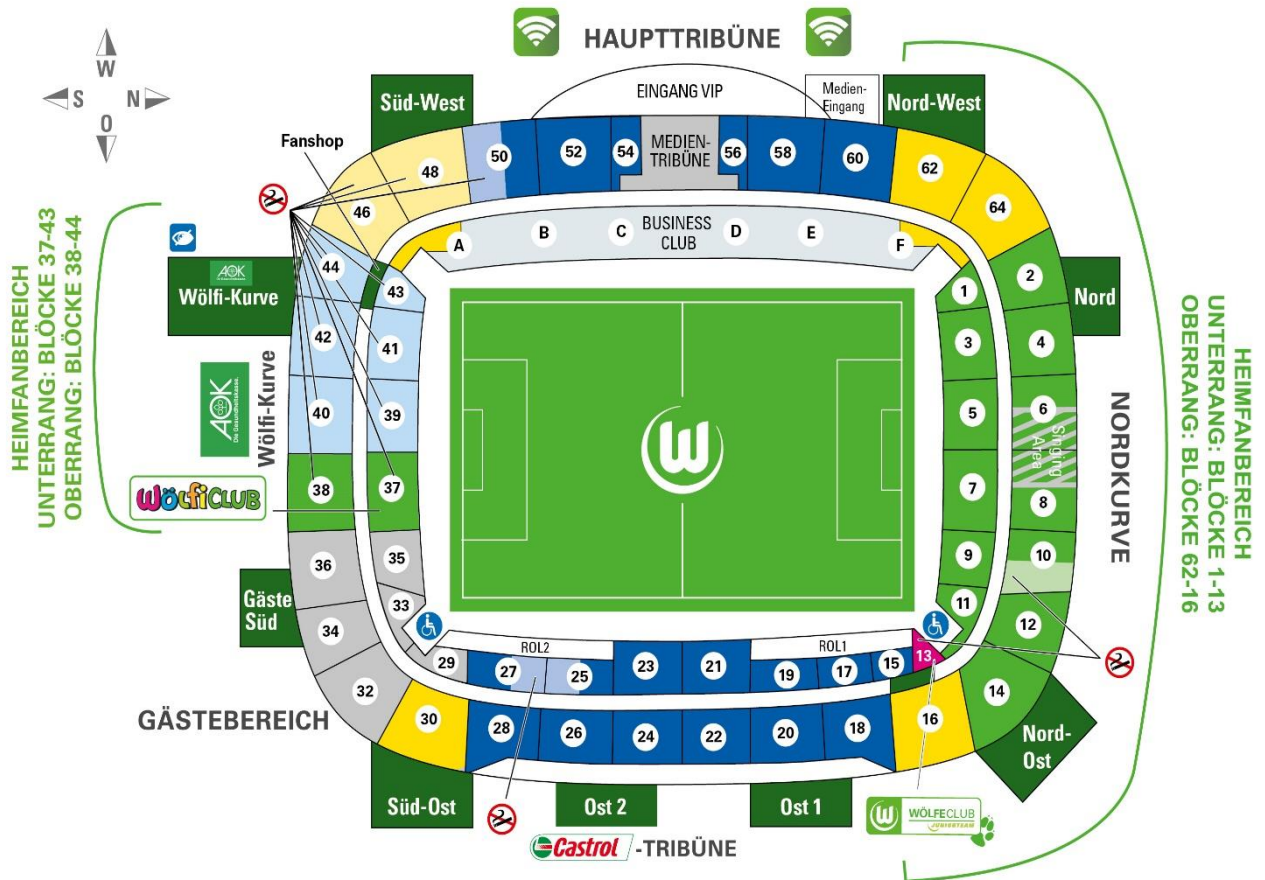 HAUPTTRIBÜNE
W
S
N
O
Süd-West
EINGANG VIP
Medien-
Eingang
Nord-West
Fanshop
48
50
52
54
MEDIEN-
TRIBÜNE
56
58
60
62
64
46
44
43
A
B
C
BUSINESS
CLUB
D
E
F
1
2
Nord
AOK
Wölfi-Kurve
42
41
3
4
HEIMFANBEREICH
UNTERRANG: BLÖCKE 37-43
OBERRANG: BLÖCKE 38-44
AOK
Die Gesundheitskasse.
Wölfi-Kurve
40
39
5
6
Singing
Area
W
NORDKURVE
HEIMFANBEREICH
UNTERRANG: BLÖCKE 1-13
OBERRANG: BLÖCKE 62-16
WÖLFiCLUB
38
37
7
8
36
35
9
10
Gäste
Süd
34
33
11
12
32
29
ROL2
27
25
23
21
ROL1
19
17
15
13
14
GÄSTEBEREICH
30
28
26
24
22
20
18
16
Nord-
Ost
Süd-Ost
Ost 2
Ost 1
W
WÖLFECLUB
JUNIORTEAM
Castrol -TRIBÜNE